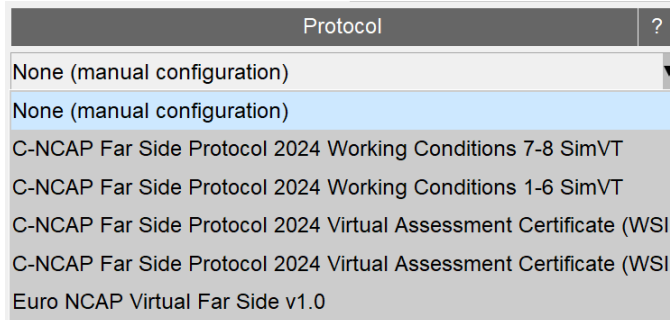 Protocol ?
None (manual configuration)
None (manual configuration)
C-NCAP Far Side Protocol 2024 Working Conditions 7-8 SimVT
C-NCAP Far Side Protocol 2024 Working Conditions 1-6 SimVT
C-NCAP Far Side Protocol 2024 Virtual Assessment Certificate (WSI
C-NCAP Far Side Protocol 2024 Virtual Assessment Certificate (WSI
Euro NCAP Virtual Far Side v1.0